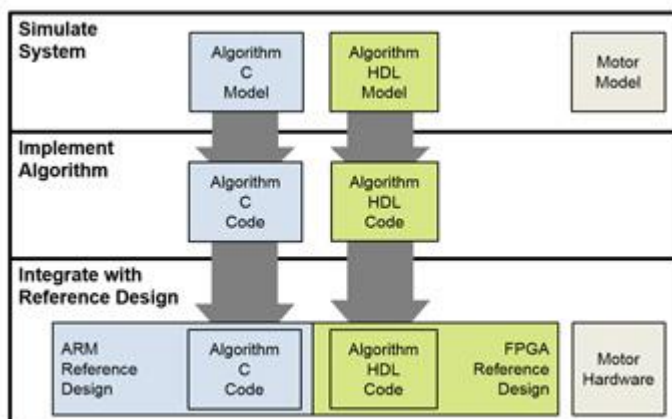 Simulate
System
Algorithm
C
Model
Algorithm
HDL
Model
Motor
Model
Implement
Algorithm
Algorithm
C
Code
Algorithm
HDL
Code
Integrate with
Reference Design
ARM
Reference
Design
Algorithm
C
Code
Algorithm
HDL
Code
FPGA
Reference
Design
Motor
Hardware